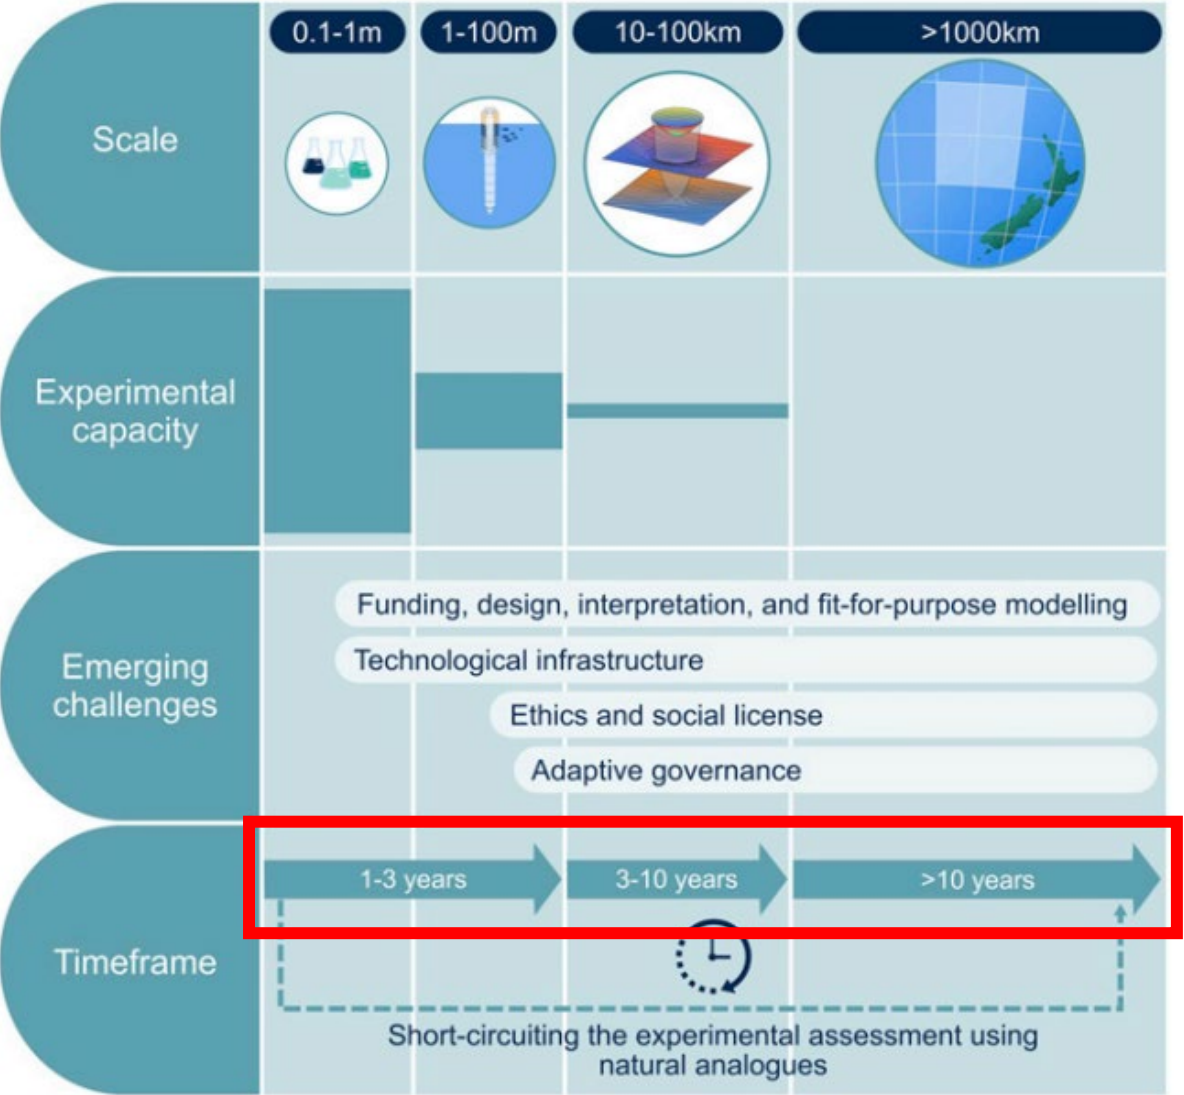 0.1-1m
1-100m
10-100km
>1000km
Scale
Experimental
capacity
Emerging
challenges
Funding, design, interpretation, and fit-for-purpose modelling
Technological infrastructure
Ethics and social license
Adaptive governance
Timeframe
1-3 years
3-10 years
>10 years
Short-circuiting the experimental assessment using
natural analogues